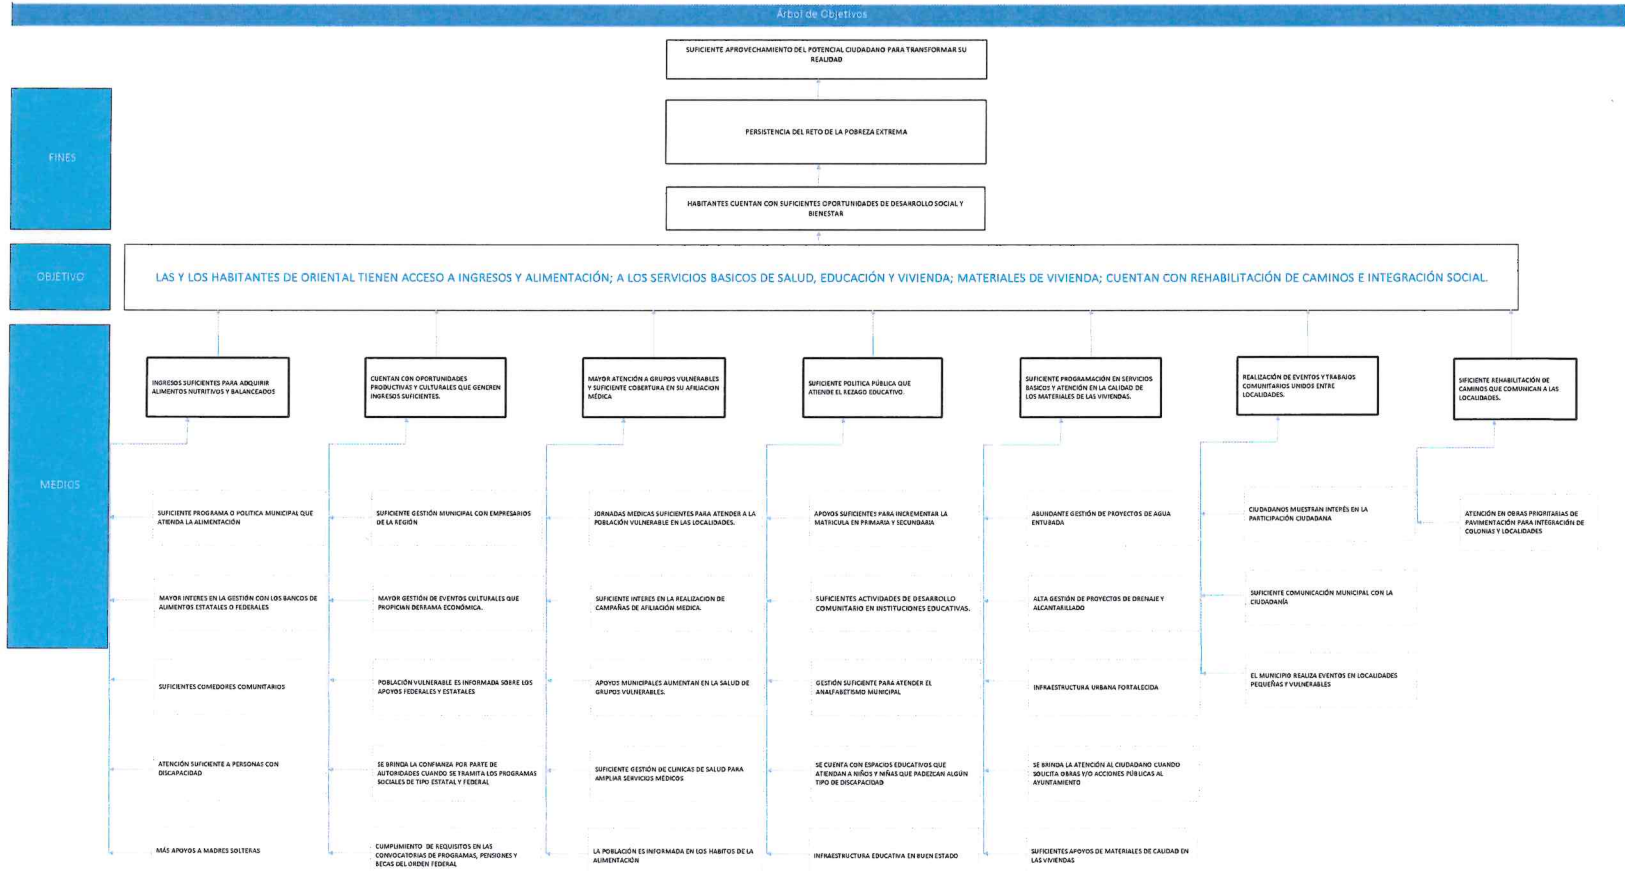 Árbol de Objetivos
SUFICIENTE APROVECHAMIENTO DEL POTENCIAL CIUDADANO PARA TRANSFORMAR SU
REALIDAD
FINES
PERSISTENCIA DEL RETO DE LA POBREZA EXTREMA
HABITANTES CUENTAN CON SUFICIENTES OPORTUNIDADES DE DESARROLLO SOCIAL Y
BIENESTAR
OBJETIVO
LAS Y LOS HABITANTES DE ORIENTAL TIENEN ACCESO A INGRESOS Y ALIMENTACIÓN; A LOS SERVICIOS BASICOS DE SALUD, EDUCACIÓN Y VIVIENDA; MATERIALES DE VIVIENDA; CUENTAN CON REHABILITACIÓN DE CAMINOS E INTEGRACIÓN SOCIAL.
MEDIOS
INGRESOS SUFICIENTES PARA ADQUIRIR
ALIMENTOS NUTRITIVOS Y BALANCEADOS
CUENTAN CON OPORTUNIDADES
PRODUCTIVAS Y CULTURALES QUE GENEREN
INGRESOS SUFICIENTES.
MAYOR ATENCIÓN A GRUPOS VULNERABLES
Y SUFICIENTE COBERTURA EN SU AFILIACION
MÉDICA
SUFICIENTE POLITICA PÚBLICA QUE
ATIENDE EL REZAGO EDUCATIVO.
SUFICIENTE PROGRAMACIÓN EN SERVICIOS
BASICOS Y ATENCIÓN EN LA CALIDAD DE
LOS MATERIALES DE LAS VIVIENDAS.
REALIZACIÓN DE EVENTOS Y TRABAJOS
COMUNITARIOS UNIDOS ENTRE
LOCALIDADES.
SIFICIENTE REHABILITACIÓN DE
CAMINOS QUE COMUNICAN A LAS
LOCALIDADES.
SUFICIENTE PROGRAMA O POLITICA MUNICIPAL QUE
ATIENDA LA ALIMENTACIÓN
SUFICIENTE GESTIÓN MUNICIPAL CON EMPRESARIOS
DE LA REGIÓN
JORNADAS MEDICAS SUFICIENTES PARA ATENDER A LA
POBLACIÓN VULNERABLE EN LAS LOCALIDADES.
APOYOS SUFICIENTES PARA INCREMENTAR LA
MATRICULA EN PRIMARIA Y SECUNDARIA
ABUNDANTE GESTIÓN DE PROYECTOS DE AGUA
ENTUBADA
CIUDADANOS MUESTRAN INTERÉS EN LA
PARTICIPACIÓN CIUDADANA
ATENCIÓN EN OBRAS PRIORITARIAS DE
PAVIMENTACIÓN PARA INTEGRACIÓN DE
COLONIAS Y LOCALIDADES
MAYOR INTERES EN LA GESTIÓN CON LOS BANCOS DE
ALIMENTOS ESTATALES O FEDERALES
MAYOR GESTIÓN DE EVENTOS CULTURALES QUE
PROPICIAN DERRAMA ECONÓMICA.
SUFICIENTE INTERES EN LA REALIZACION DE
CAMPAÑAS DE AFILIACIÓN MEDICA.
SUFICIENTES ACTIVIDADES DE DESARROLLO
COMUNITARIO EN INSTITUCIONES EDUCATIVAS.
ALTA GESTIÓN DE PROYECTOS DE DRENAJE Y
ALCANTARILLADO
SUFICIENTE COMUNICACIÓN MUNICIPAL CON LA
CIUDADANÍA
SUFICIENTES COMEDORES COMUNITARIOS
POBLACIÓN VULNERABLE ES INFORMADA SOBRE LOS
APOYOS FEDERALES Y ESTATALES
APOYOS MUNICIPALES AUMENTAN EN LA SALUD DE
GRUPOS VULNERABLES.
GESTIÓN SUFICIENTE PARA ATENDER EL
ANALFABETISMO MUNICIPAL
INFRAESTRUCTURA URBANA FORTALECIDA
EL MUNICIPIO REALIZA EVENTOS EN LOCALIDADES
PEQUEÑAS Y VULNERABLES
ATENCIÓN SUFICIENTE A PERSONAS CON
DISCAPACIDAD
SE BRINDA LA CONFIANZA POR PARTE DE
AUTORIDADES CUANDO SE TRAMITA LOS PROGRAMAS
SOCIALES DE TIPO ESTATAL Y FEDERAL
SUFICIENTE GESTIÓN DE CLINICAS DE SALUD PARA
AMPLIAR SERVICIOS MÉDICOS
SE CUENTA CON ESPACIOS EDUCATIVOS QUE
ATIENDAN A NIÑOS Y NIÑAS QUE PADEZCAN ALGÚN
TIPO DE DISCAPACIDAD
SE BRINDA LA ATENCIÓN AL CIUDADANO CUANDO
SOLICITA OBRAS Y/O ACCIONES PÚBLICAS AL
AYUNTAMIENTO
MÁS APOYOS A MADRES SOLTERAS
CUMPLIMIENTO DE REQUISITOS EN LAS
CONVOCATORIAS DE PROGRAMAS, PENSIONES Y
BECAS DEL ORDEN FEDERAL
LA POBLACIÓN ES INFORMADA EN LOS HABITOS DE LA
ALIMENTACIÓN
INFRAESTRUCTURA EDUCATIVA EN BUEN ESTADO
SUFICIENTES APOYOS DE MATERIALES DE CALIDAD EN
LAS VIVIENDAS